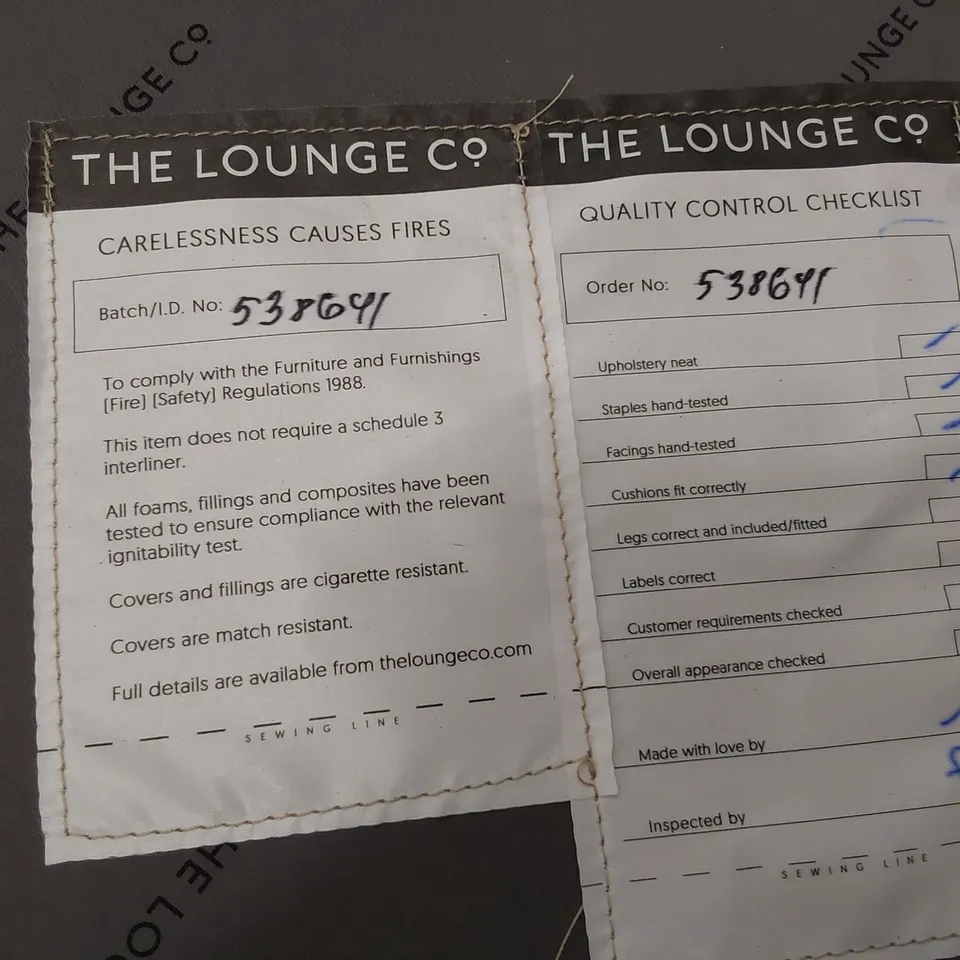 NGE Co
UNGE C
THE LOUNGE Co
CARELESSNESS CAUSES FIRES
Batch/I.D. No: 538641
To comply with the Furniture and Furnishings
[Fire] [Safety] Regulations 1988.
This item does not require a schedule 3
interliner.
All foams, fillings and composites have been
tested to ensure compliance with the relevant
ignitability test.
Covers and fillings are cigarette resistant.
Covers are match resistant.
Full details are available from theloungeco.com
SEWING LINE
THE LOUNGE Co
QUALITY CONTROL CHECKLIST
Order No: 538641
Upholstery neat
Staples hand-tested
Facings hand-tested
Cushions fit correctly
Legs correct and included/fitted
Labels correct
Customer requirements checked
Overall appearance checked
Made with love by
Inspected by
SEWING LINE
HE LO